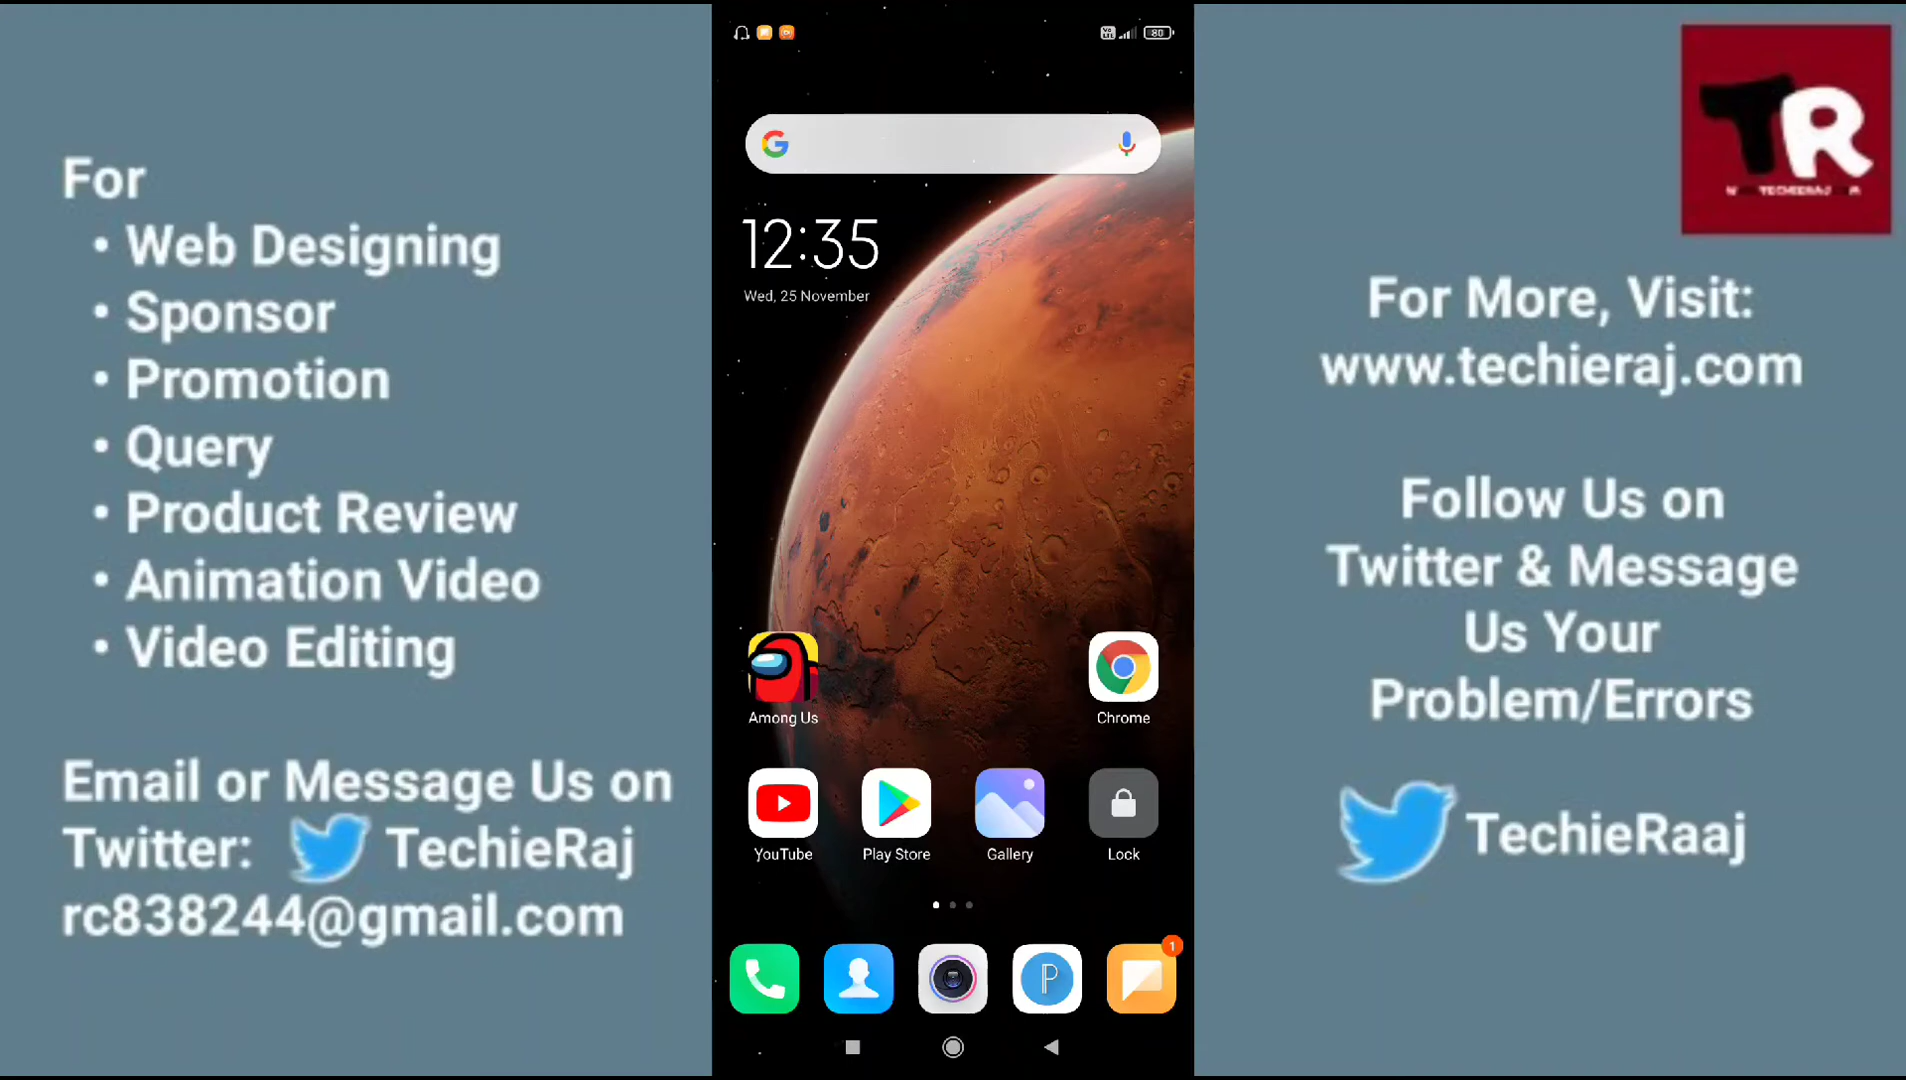 For
• Web Designing
• Sponsor
• Promotion
• Query
• Product Review
• Animation Video
• Video Editing
Email or Message Us on
Twitter: TechieRaj
rc838244@gmail.com
80
12:35
Wed, 25 November
Among Us
Chrome
YouTube
Play Store
Gallery
Lock
1
TR
For More, Visit:
www.techieraj.com
Follow Us on
Twitter & Message
Us Your
Problem/Errors
TechieRaaj